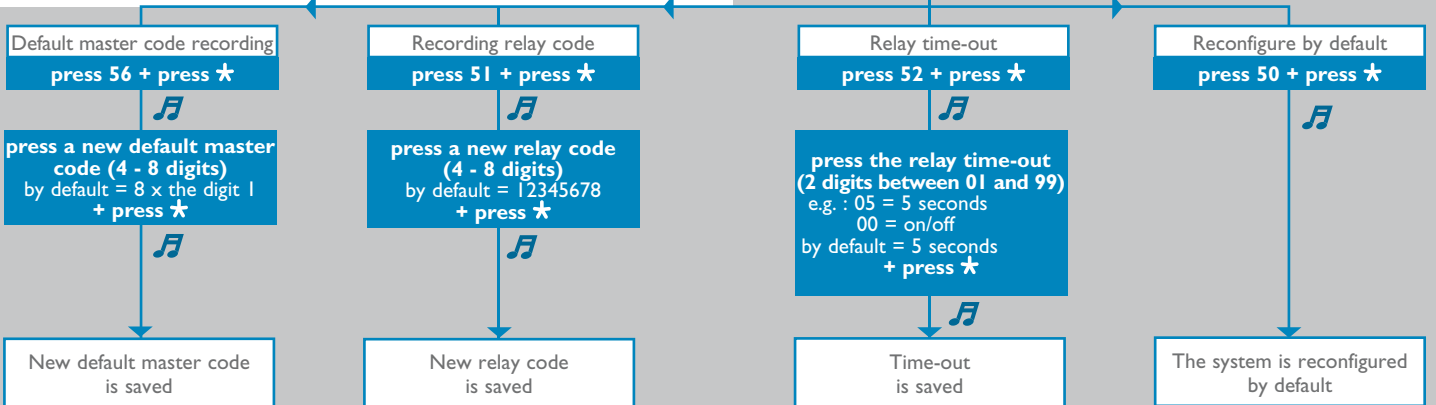 Default master code recording
press 56 + press *
press a new default master
code (4 - 8 digits)
by default = 8 x the digit 1
+ press *
New default master code
is saved
Recording relay code
press 51 + press *
press a new relay code
(4 - 8 digits)
by default = 12345678
+ press *
New relay code
is saved
Relay time-out
press 52 + press *
press the relay time-out
(2 digits between 01 and 99)
e.g. : 05 = 5 seconds
00 = on/off
by default = 5 seconds
+ press *
Time-out
is saved
Reconfigure by default
press 50 + press *
The system is reconfigured
by default